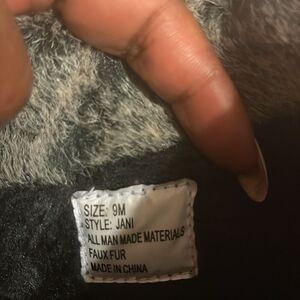 SIZE: 9M
STYLE: JANI
ALL MAN MADE MATERIALS
FAUX FUR
MADE IN CHINA